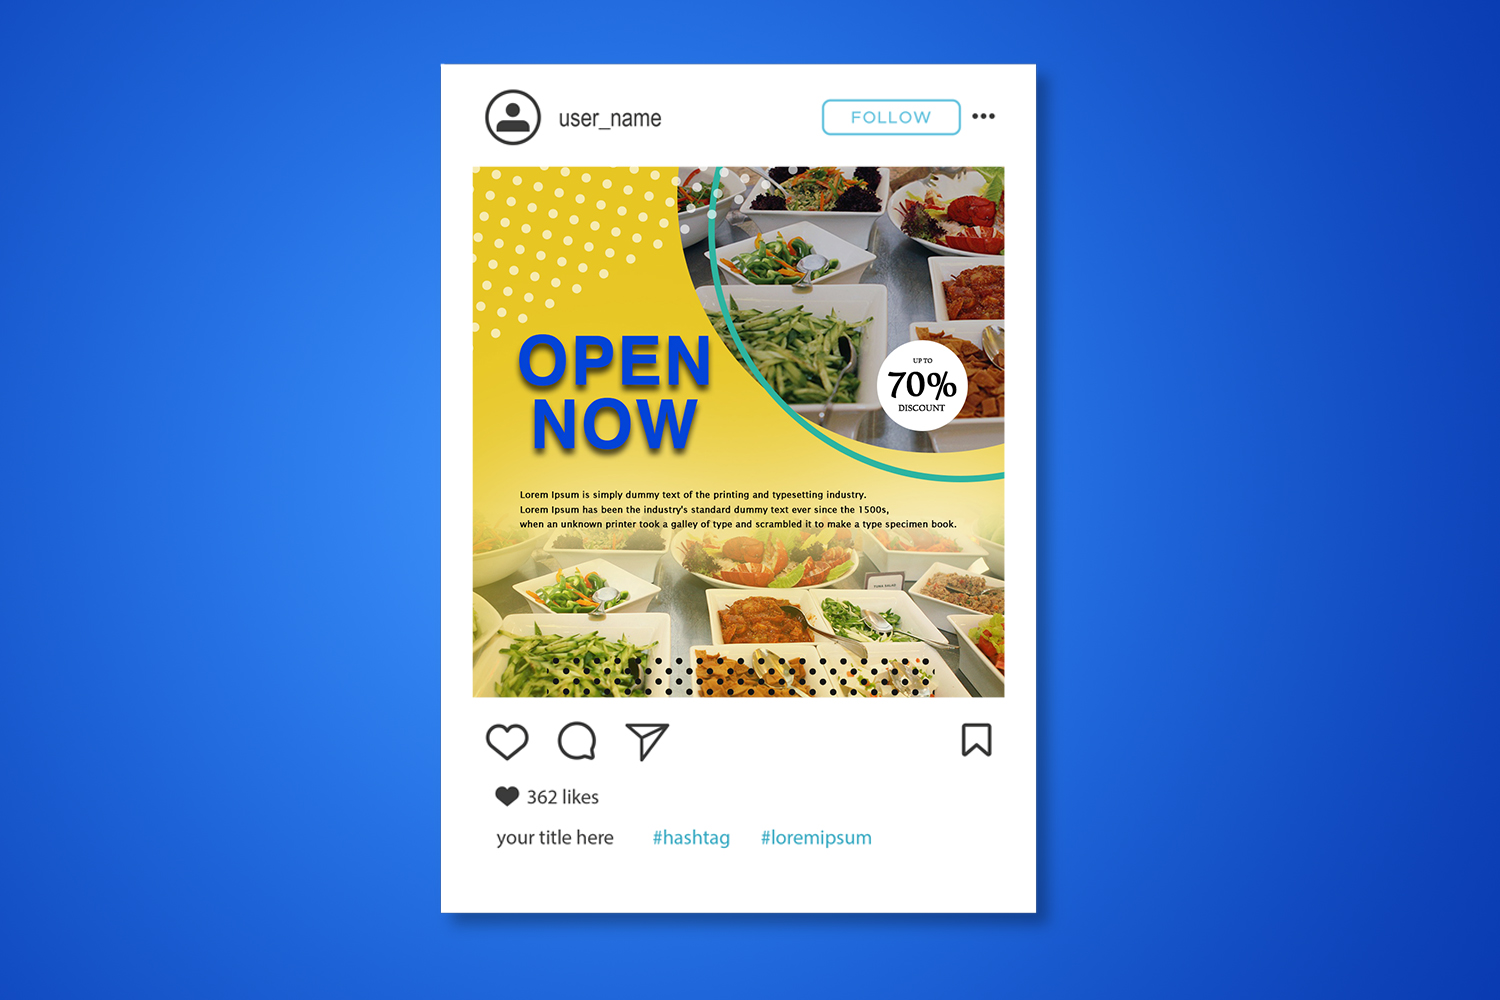 user_name
FOLLOW
OPEN
NOW
UP TO
70%
DISCOUNT
Lorem Ipsum is simply dummy text of the printing and typesetting industry.
Lorem Ipsum has been the industry's standard dummy text ever since the 1500s,
when an unknown printer took a galley of type and scrambled it to make a type specimen book.
362 likes
your title here #hashtag #loremipsum